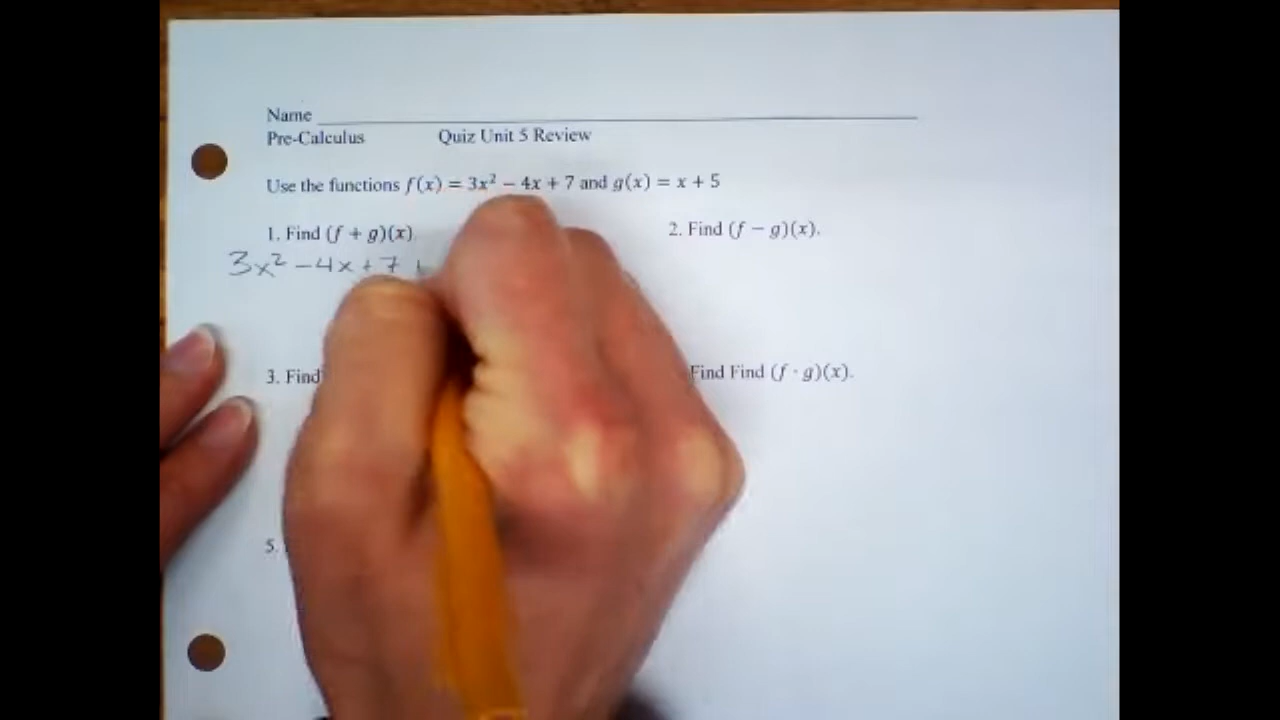 Name
Pre-Calculus Quiz Unit 5 Review
Use the functions f(x) = 3x² − 4x + 7 and g(x) = x + 5
1. Find (f + g)(x)
2. Find (f − g)(x).
3x² − 4x + 7 +
3. Find
Find Find (f · g)(x).
5.